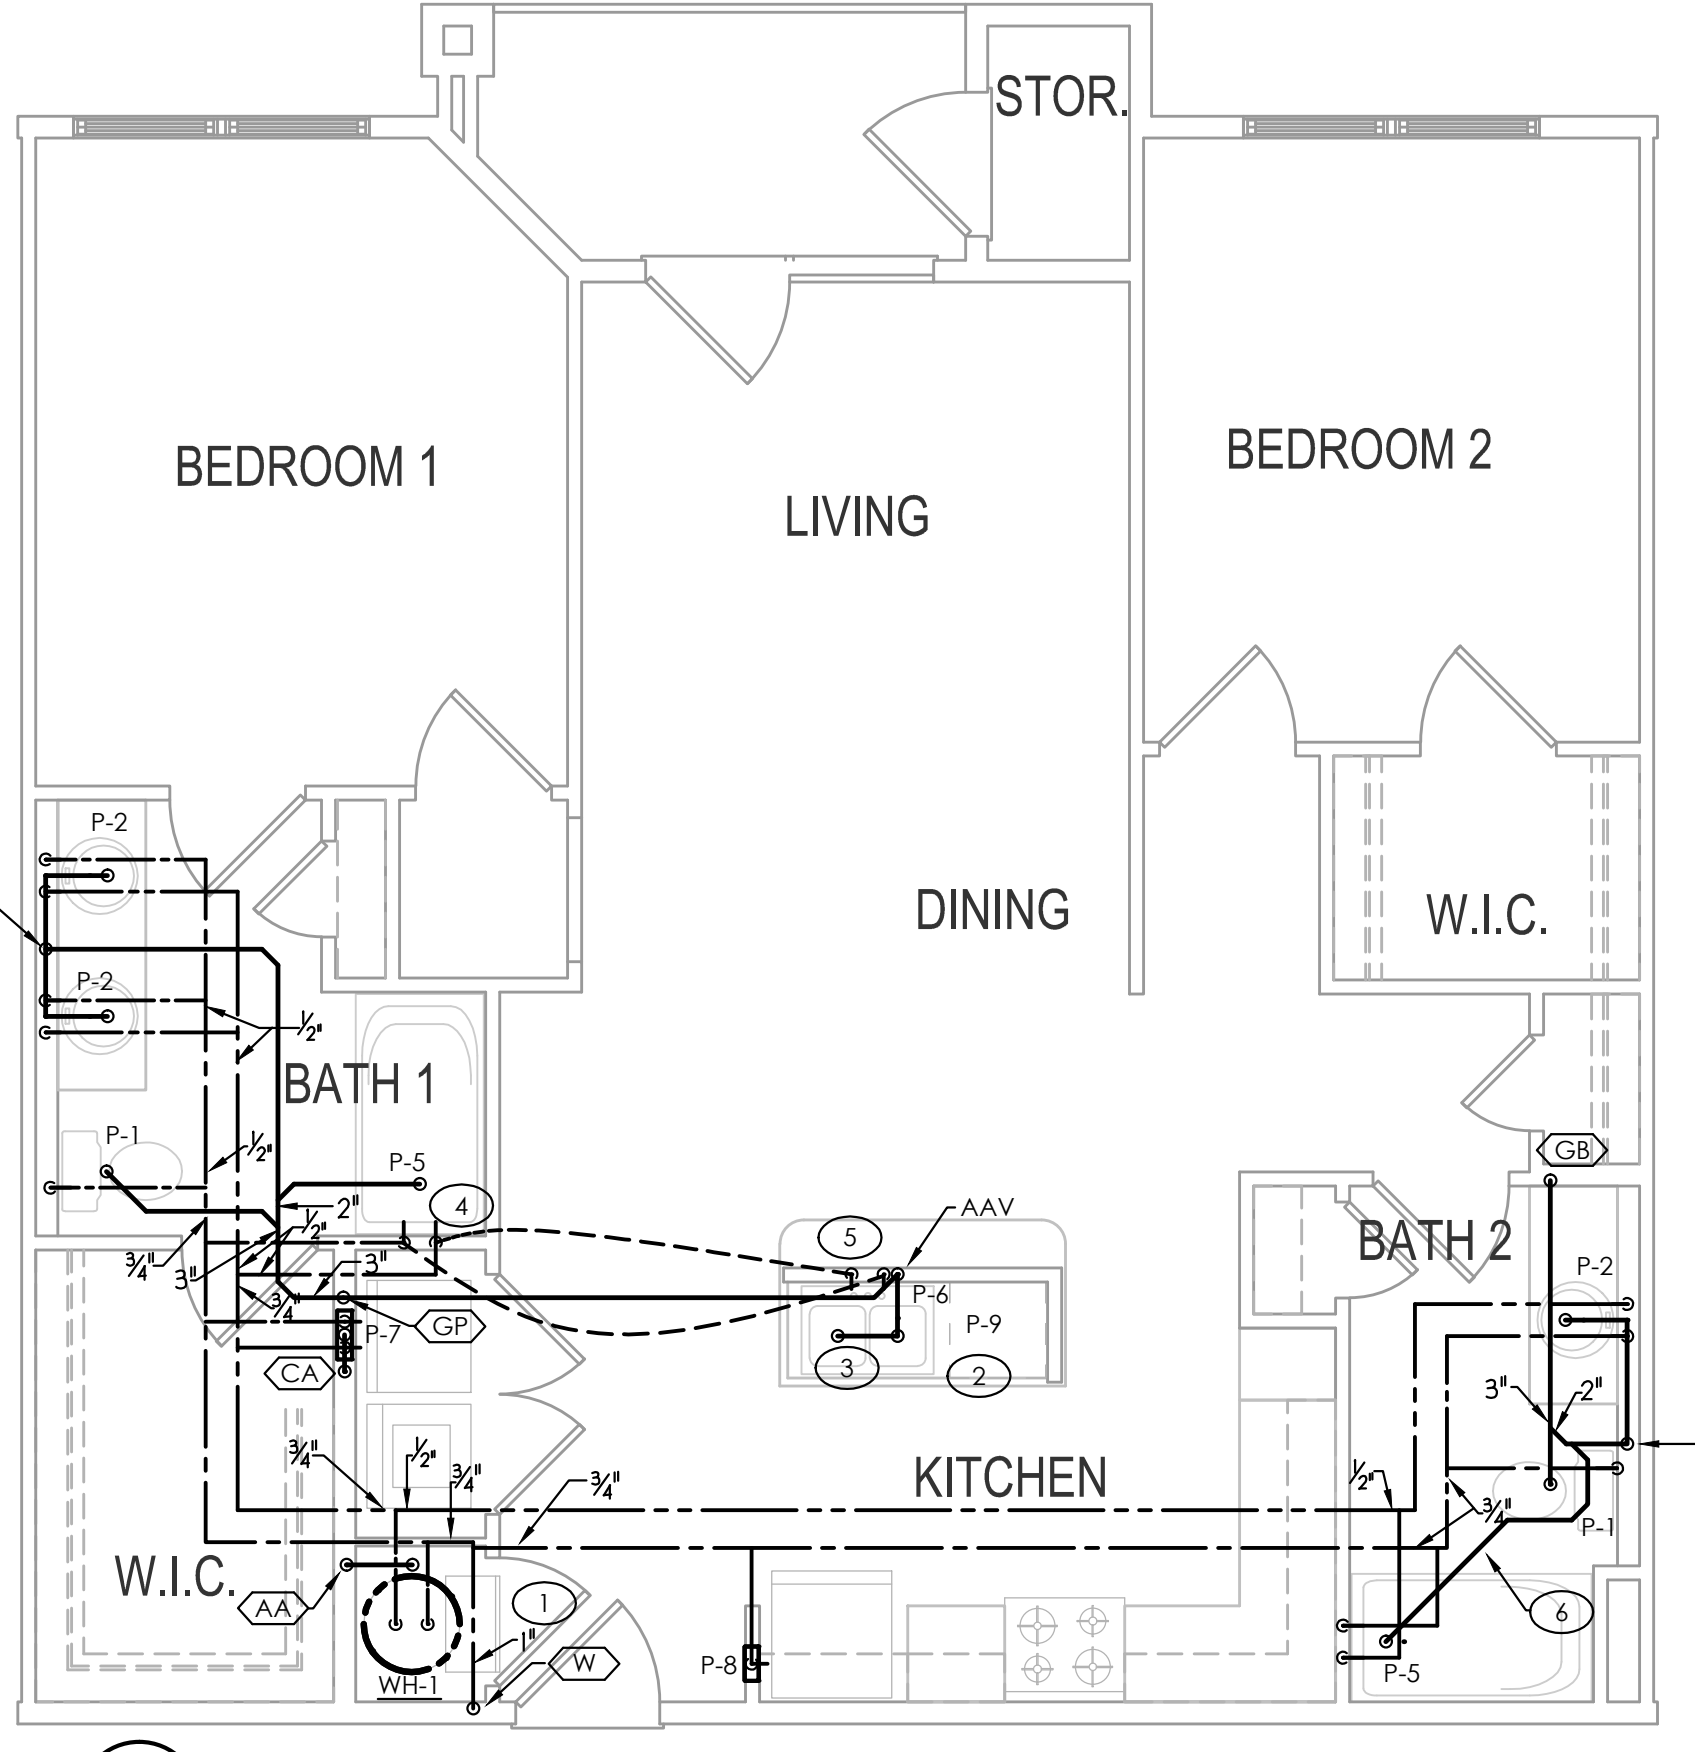 STOR.
BEDROOM 1
BEDROOM 2
LIVING
P-2
DINING
W.I.C.
P-2
1/2"
BATH 1
P-1
1/2"
GB
P-5
4
2"
AAV
1/2"
5
BATH 2
3/4"
3"
3"
P-2
3/4"
P-6
GP
P-7
P-9
CA
3
2
3"
2"
3/4"
1/2"
3/4"
3/4"
KITCHEN
1/2"
3/4"
P-1
W.I.C.
AA
1
6
1"
W
P-8
WH-1
P-5